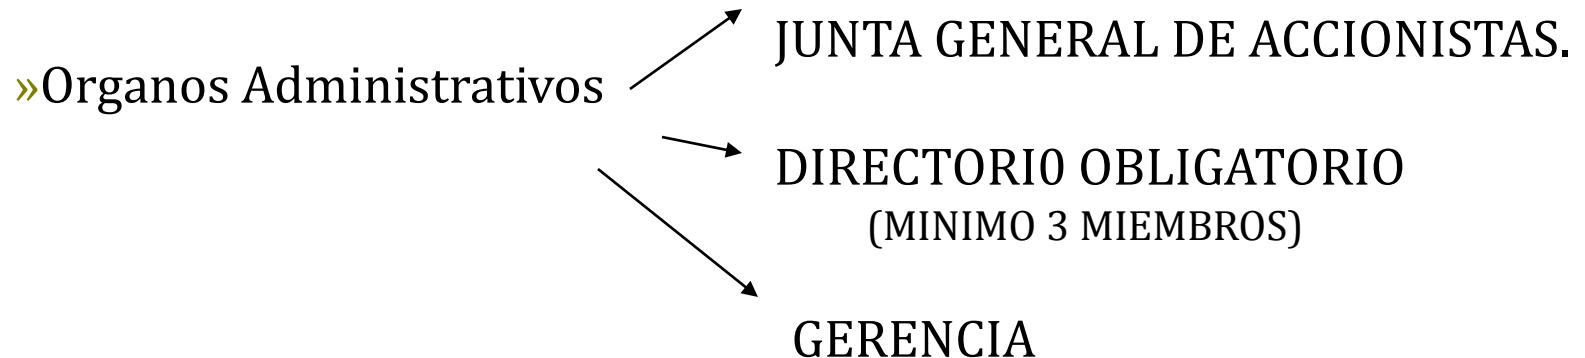 »Organos Administrativos
JUNTA GENERAL DE ACCIONISTAS.
DIRECTORI0 OBLIGATORIO
(MINIMO 3 MIEMBROS)
GERENCIA